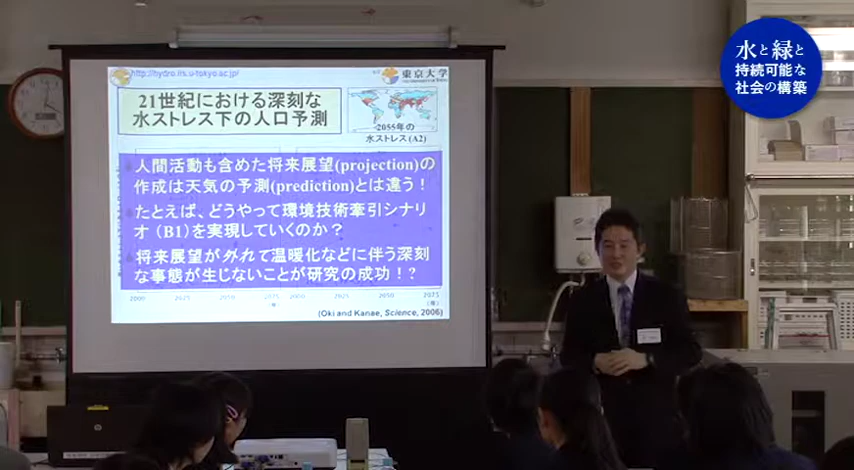 水と緑と
持続可能な
社会の構築
http://hydro.iis.u-tokyo.ac.jp/
東京大学
21世紀における深刻な
水ストレス下の人口予測
2055年の
水ストレス(A2)
人間活動も含めた将来展望(projection)の
作成は天気の予測(prediction)とは違う！
たとえば、どうやって環境技術牽引シナリ
オ（B1）を実現していくのか？
将来展望が外れて温暖化などに伴う深刻
な事態が生じないことが研究の成功！？
2000 2025 2050 2075 2000 2025 2050 2075
(Oki and Kanae, Science, 2006)